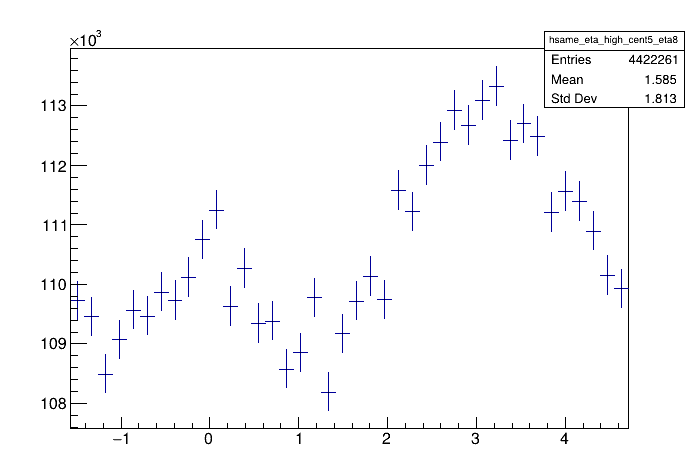 ×10³
hsame_eta_high_cent5_eta8
Entries 4422261
Mean 1.585
Std Dev 1.813
113
112
111
110
109
108
−1 0 1 2 3 4